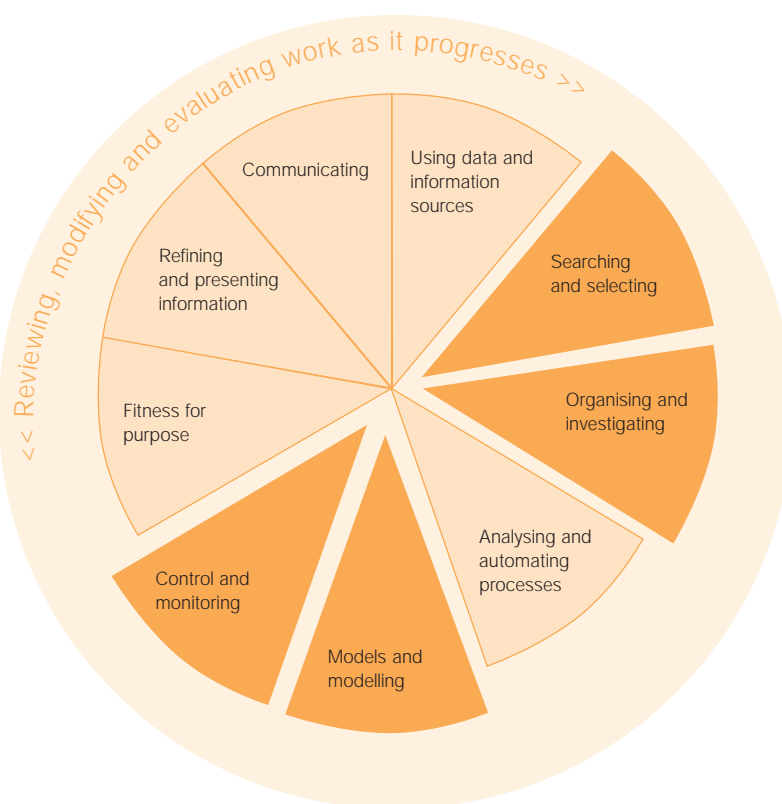 << Reviewing, modifying and evaluating work as it progresses >>
Communicating
Using data and
information
sources
Searching
and selecting
Organising and
investigating
Analysing and
automating
processes
Models and
modelling
Control and
monitoring
Fitness for
purpose
Refining
and presenting
information